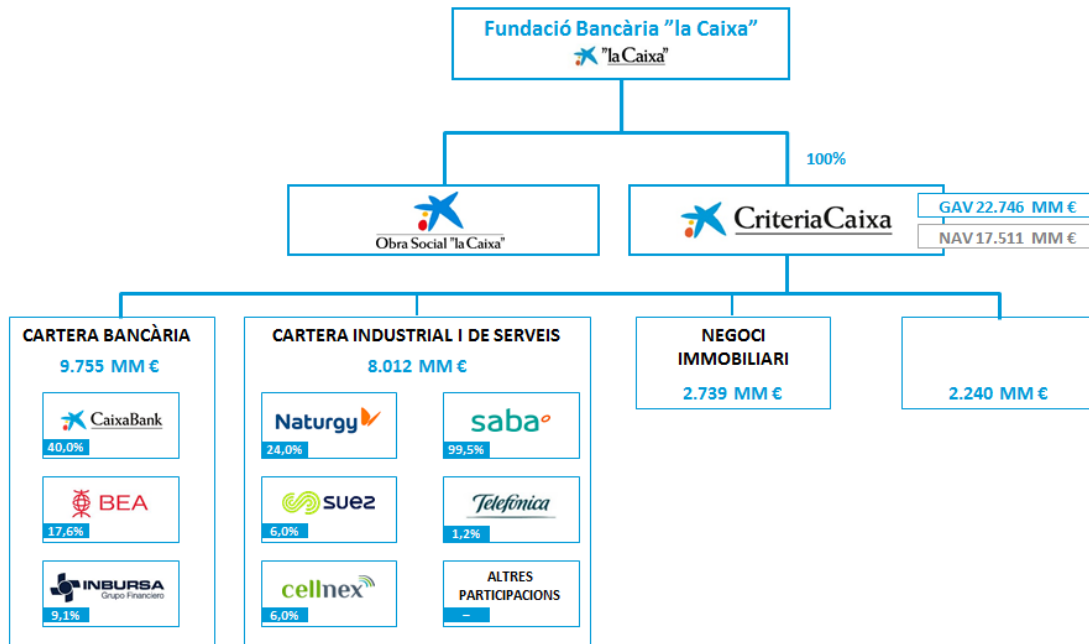 Fundació Bancària ”la Caixa”
”la Caixa”
100%
Obra Social ”la Caixa”
CriteriaCaixa
GAV 22.746 MM €
NAV 17.511 MM €
CARTERA BANCÀRIA
9.755 MM €
CaixaBank
40,0%
BEA
17,6%
INBURSA
Grupo Financiero
9,1%
CARTERA INDUSTRIAL I DE SERVEIS
8.012 MM €
Naturgy
24,0%
saba
99,5%
suez
6,0%
Telefónica
1,2%
cellnex
6,0%
ALTRES
PARTICIPACIONS
–
NEGOCI
IMMOBILIARI
2.739 MM €
2.240 MM €